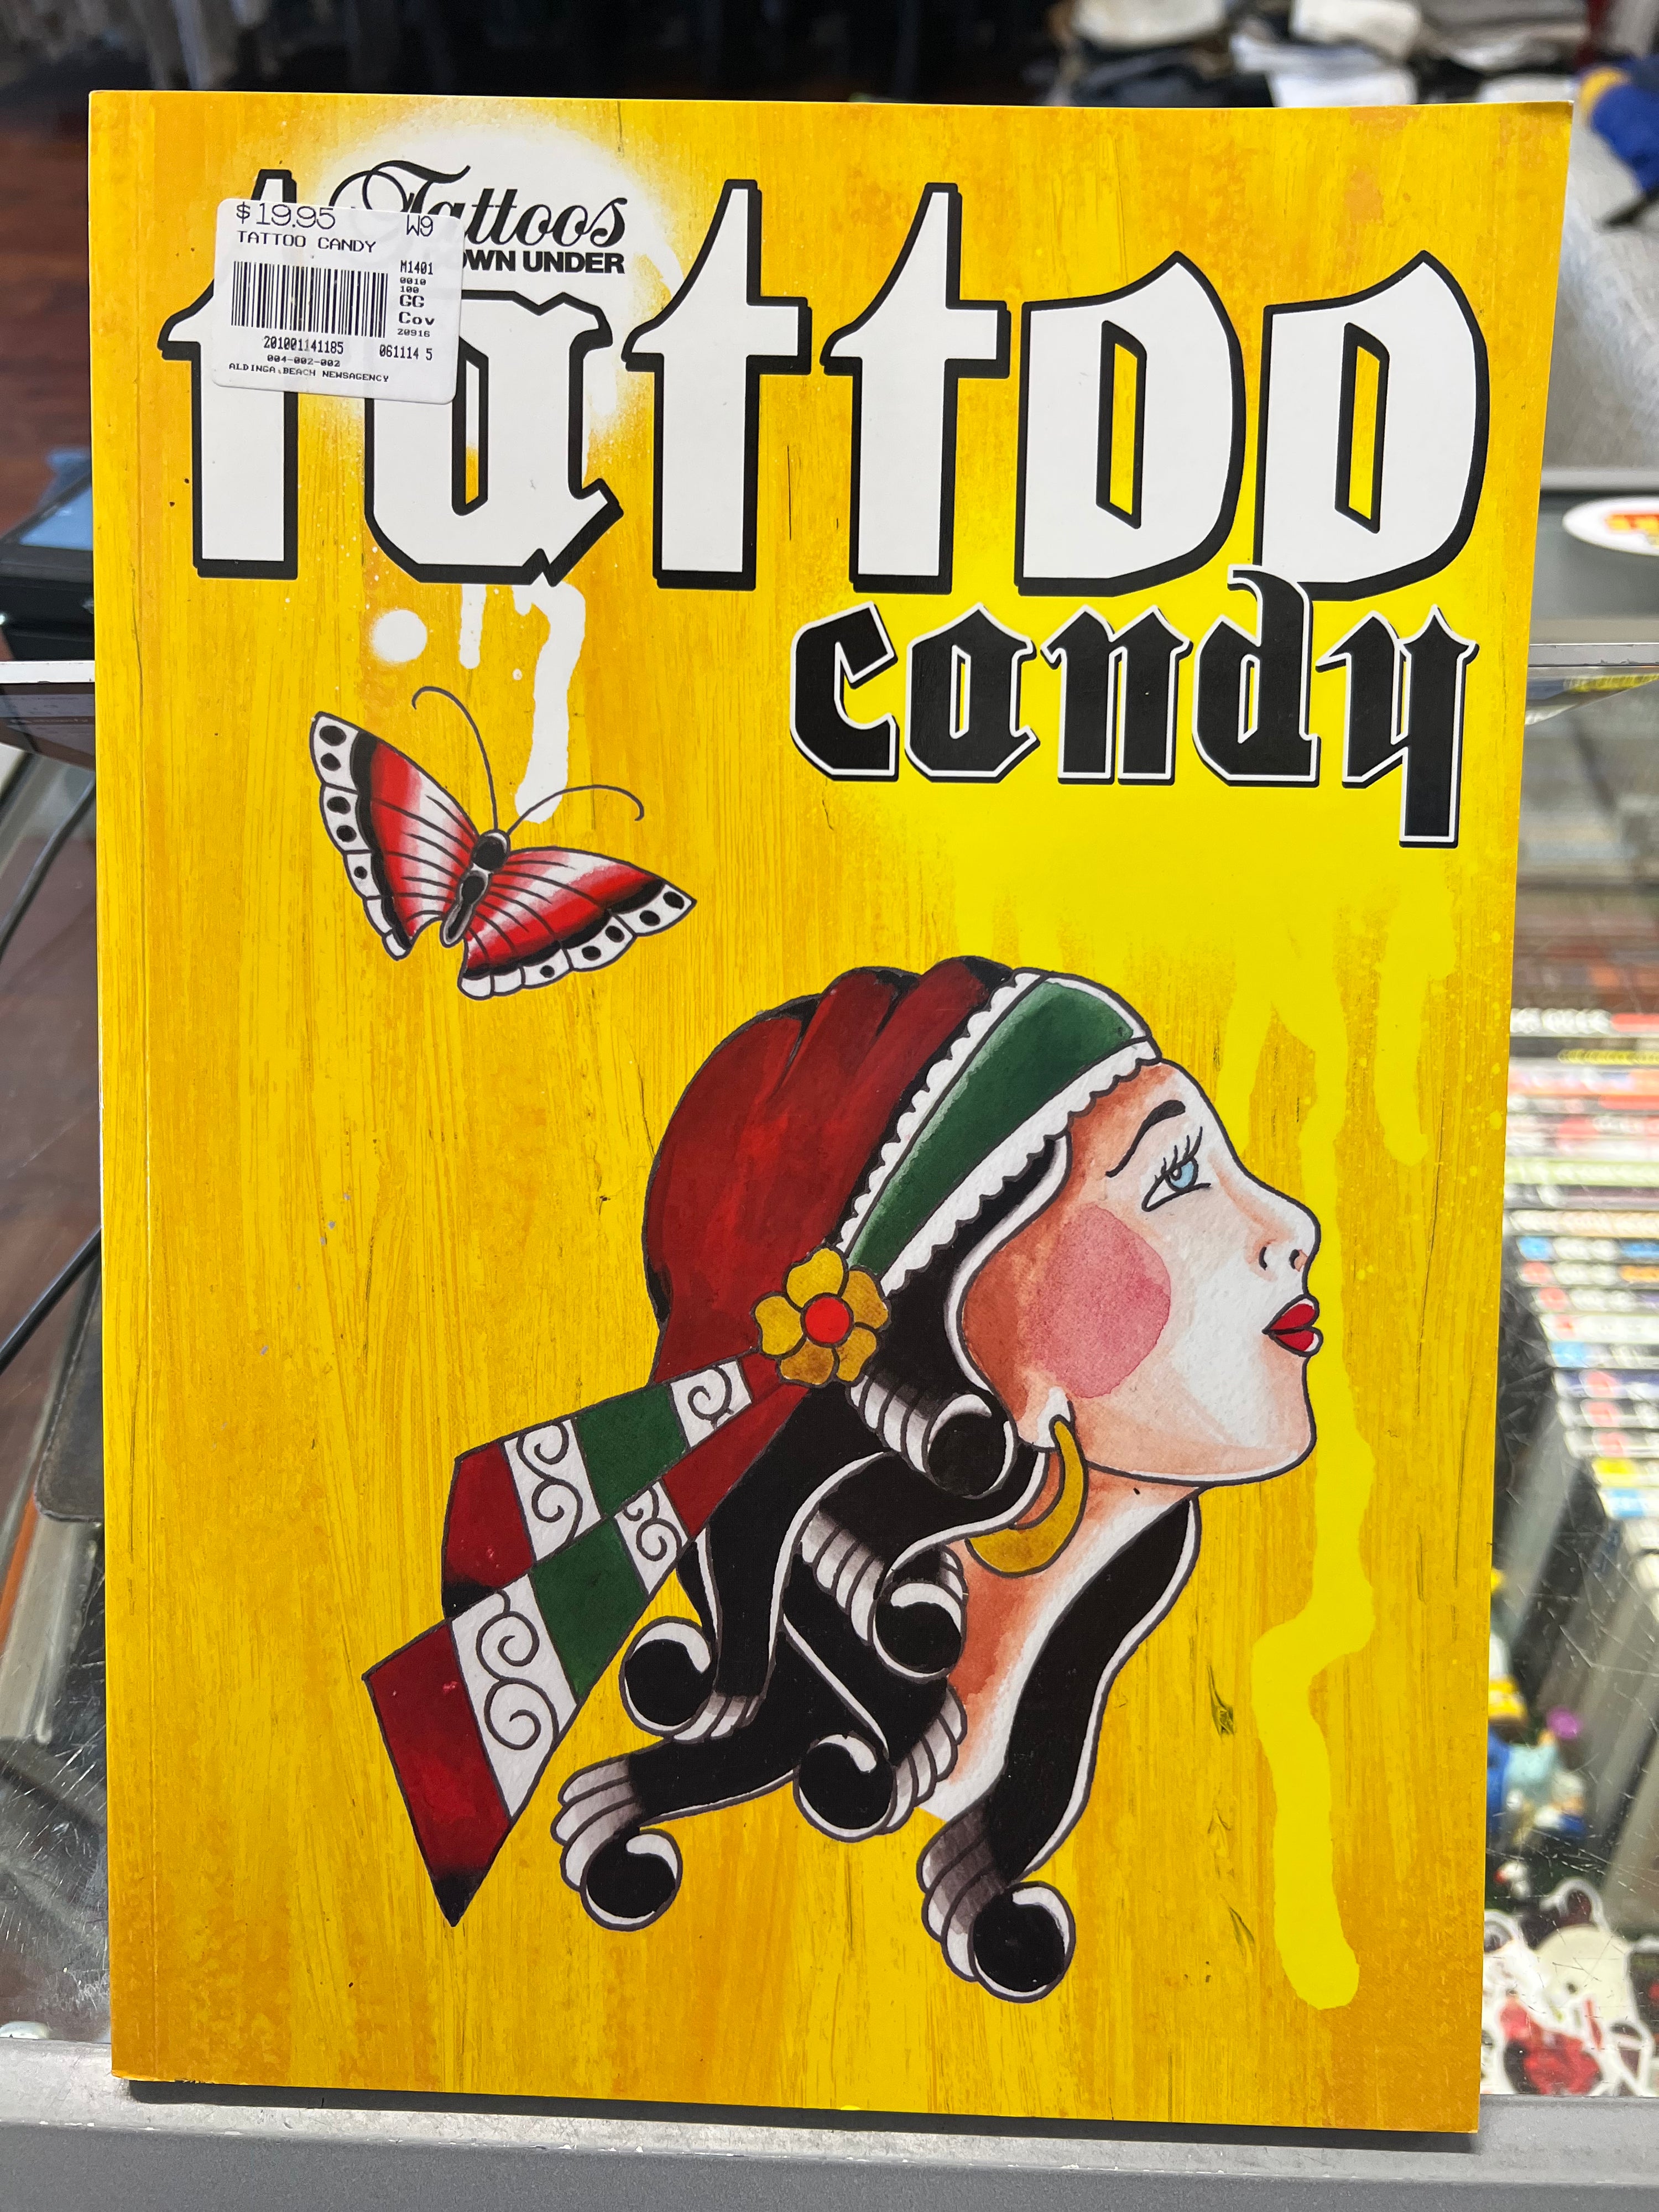 Tattoos
OWN UNDER
$19.95 W9
TATTOO CANDY
M1401
0010
100
GG
Cov
20916
201001141185 061114 5
004-002-002
ALDINGA BEACH NEWSAGENCY
tattoo
candy